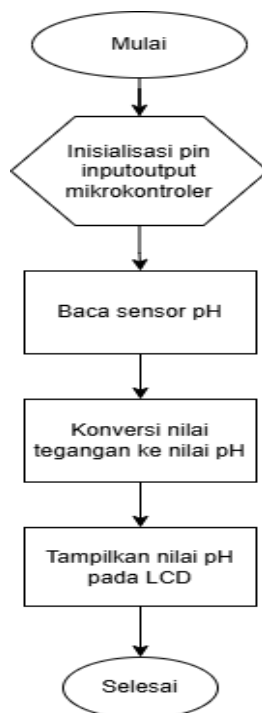 Mulai
Inisialisasi pin
inputoutput
mikrokontroler
Baca sensor pH
Konversi nilai
tegangan ke nilai pH
Tampilkan nilai pH
pada LCD
Selesai